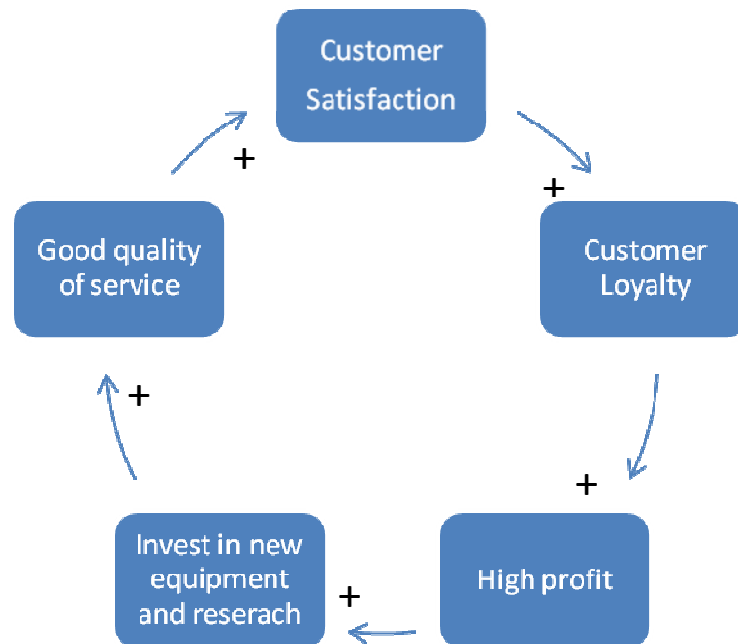 Customer
Satisfaction
+
+
Customer
Loyalty
Good quality
of service
+
+
High profit
+
Invest in new
equipment
and reserach